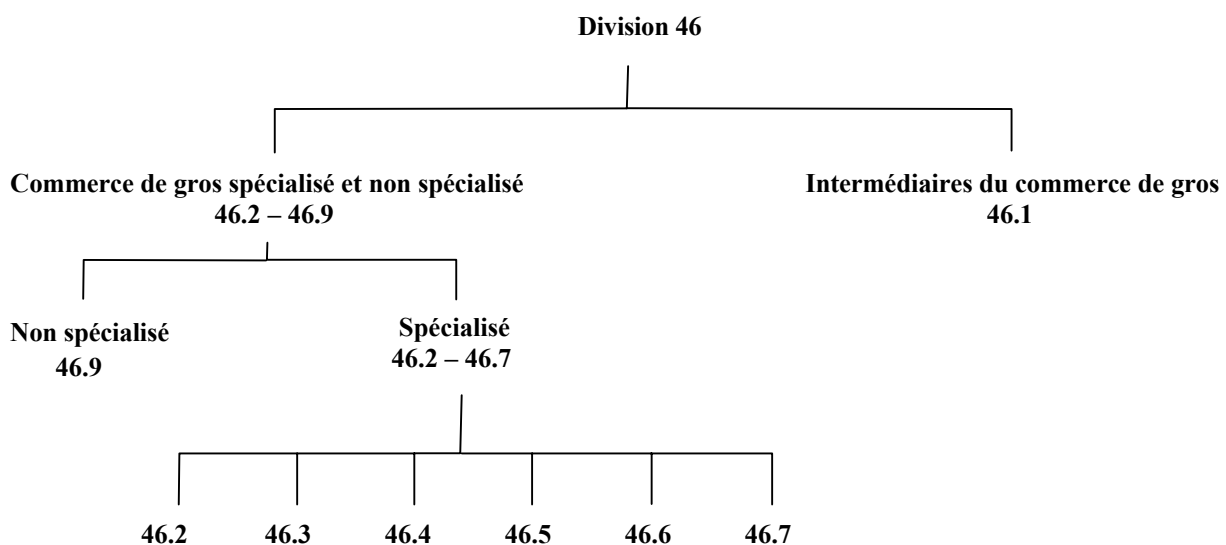 Division 46
Commerce de gros spécialisé et non spécialisé
46.2 – 46.9
Intermédiaires du commerce de gros
46.1
Non spécialisé
46.9
Spécialisé
46.2 – 46.7
46.2 46.3 46.4 46.5 46.6 46.7